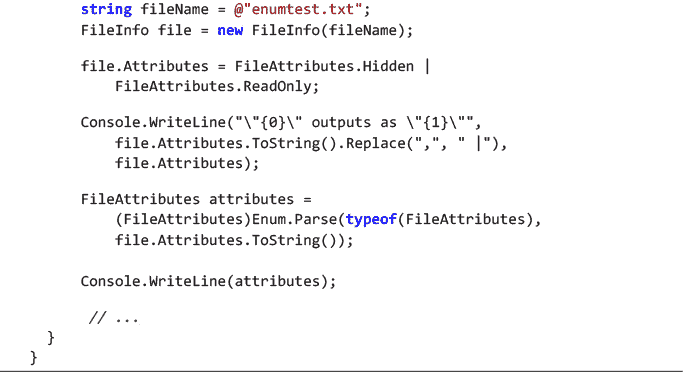 string fileName = @"enumtest.txt";
FileInfo file = new FileInfo(fileName);
file.Attributes = FileAttributes.Hidden |
FileAttributes.ReadOnly;
Console.WriteLine("\"{0}\" outputs as \"{1}\"",
file.Attributes.ToString().Replace(",", " |"),
file.Attributes);
FileAttributes attributes =
(FileAttributes)Enum.Parse(typeof(FileAttributes),
file.Attributes.ToString());
Console.WriteLine(attributes);
// ...
}
}